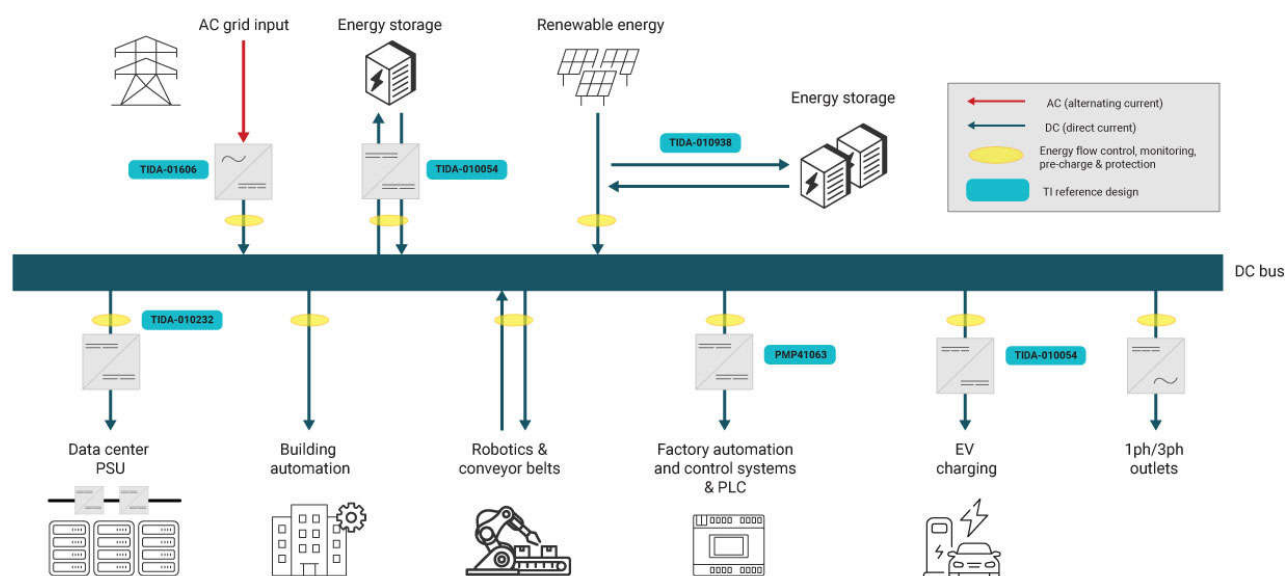 AC grid input
Energy storage
Renewable energy
Energy storage
AC (alternating current)
DC (direct current)
Energy flow control, monitoring,
pre-charge & protection
TI reference design
TIDA-01606
TIDA-010054
TIDA-010938
DC bus
TIDA-010232
PMP41063
TIDA-010054
Data center
PSU
Building
automation
Robotics &
conveyor belts
Factory automation
and control systems
& PLC
EV
charging
1ph/3ph
outlets